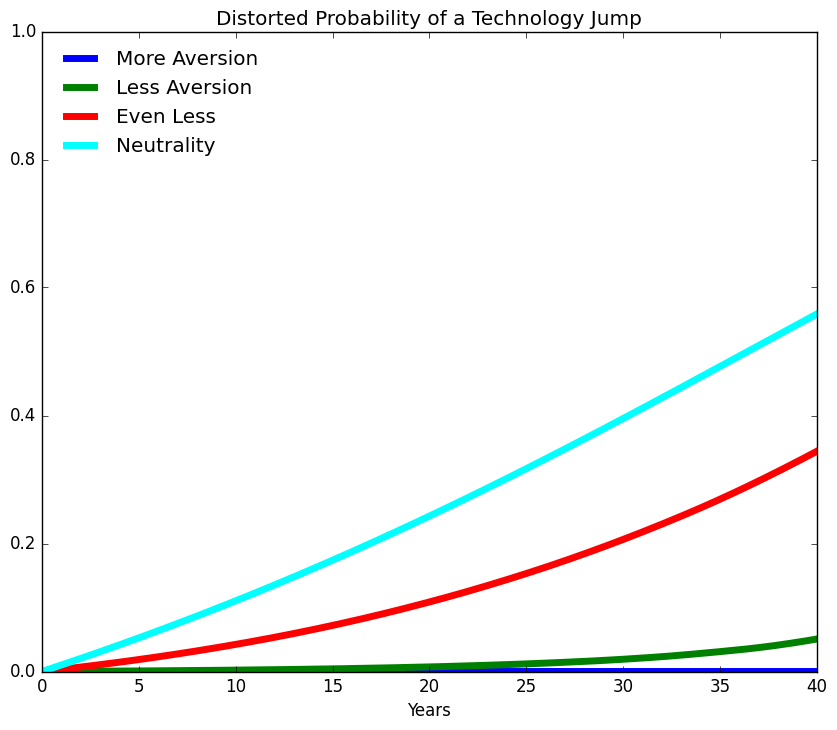 Distorted Probability of a Technology Jump
1.0
More Aversion
Less Aversion
Even Less
Neutrality
0.8
0.6
0.4
0.2
0.0
0 5 10 15 20 25 30 35 40
Years